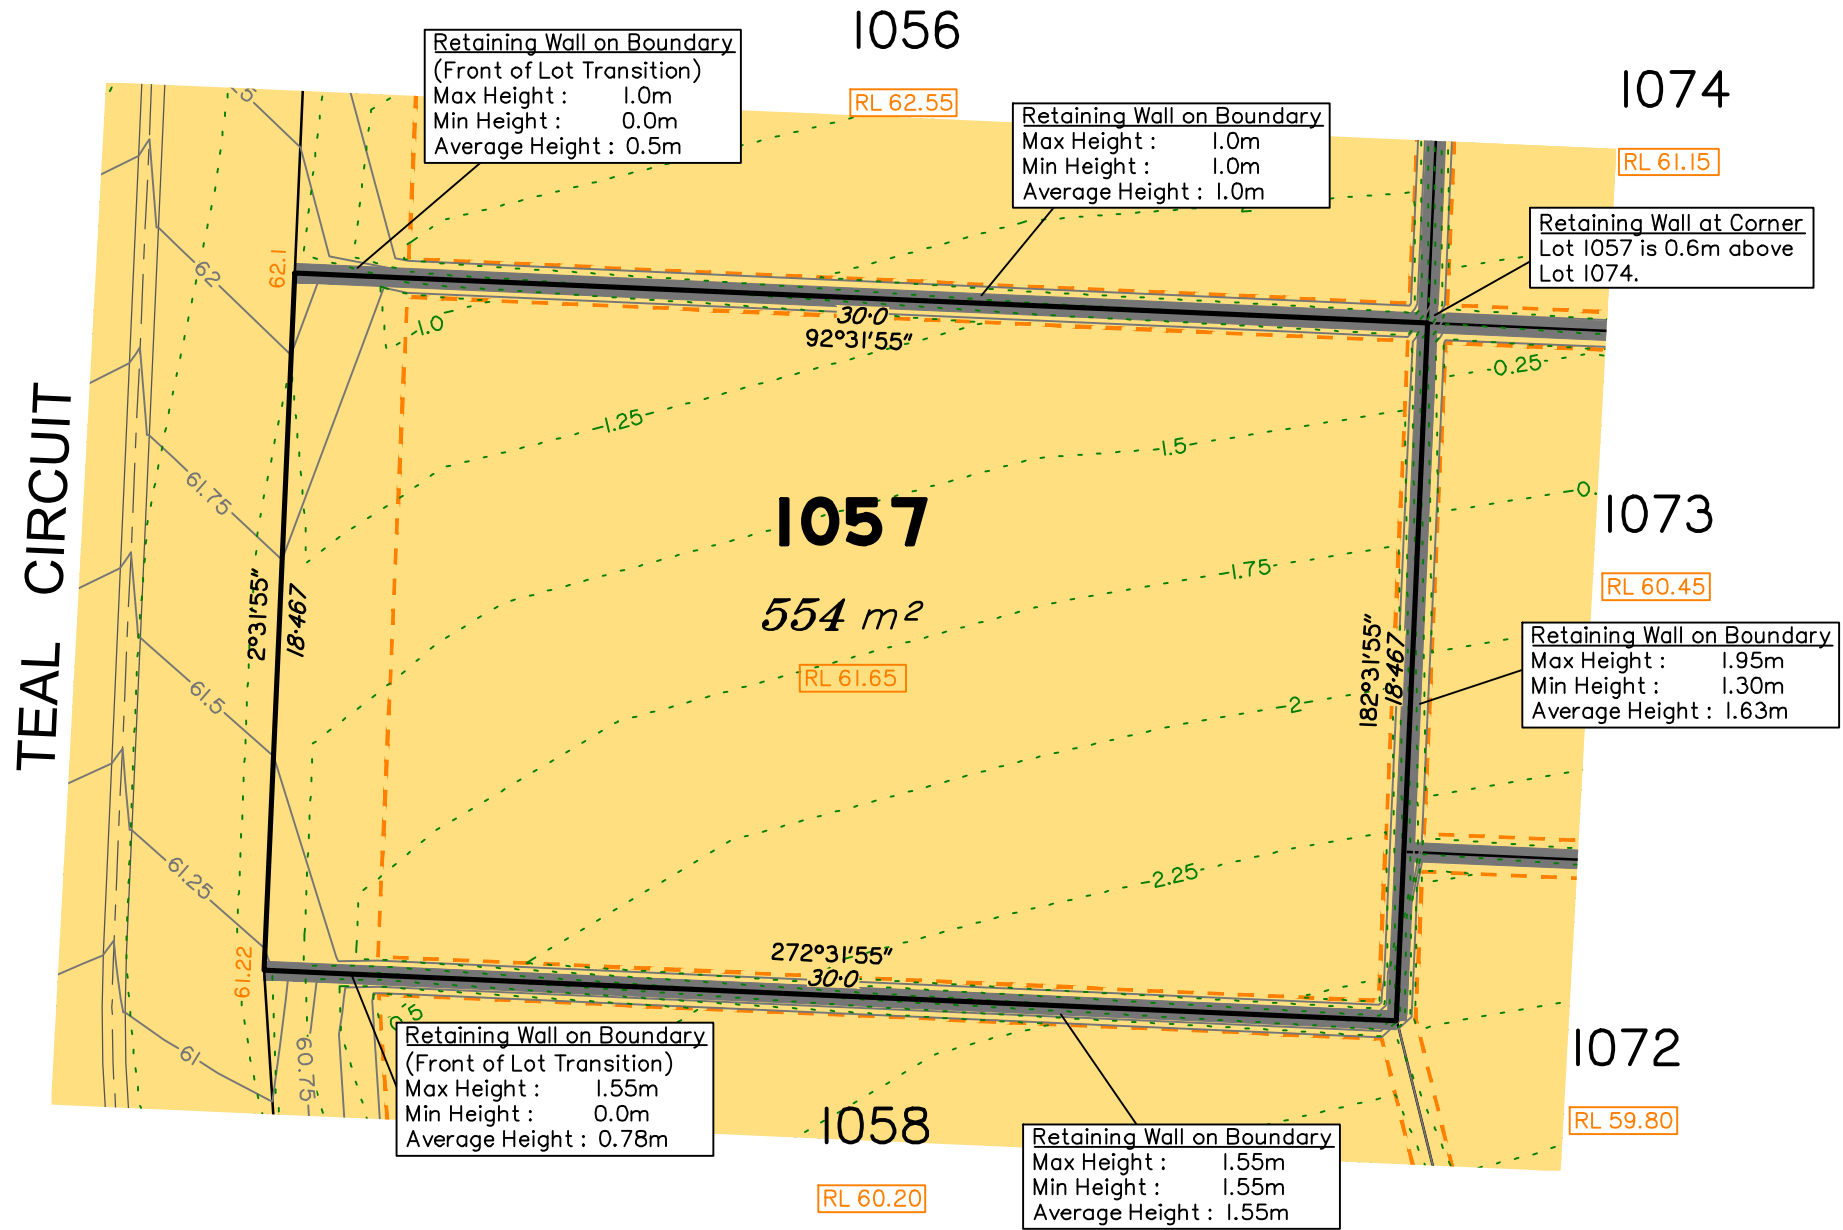 1056
RL 62.55
1074
RL 61.15
Retaining Wall on Boundary
(Front of Lot Transition)
Max Height : 1.0m
Min Height : 0.0m
Average Height : 0.5m
Retaining Wall on Boundary
Max Height : 1.0m
Min Height : 1.0m
Average Height : 1.0m
Retaining Wall at Corner
Lot 1057 is 0.6m above
Lot 1074.
62.1
62
-1.0
30·0
92°31'55"
-0.25-
-1.25-
-1.5-
61.75
TEAL CIRCUIT
1057
554 m²
RL 61.65
-1.75-
-0.
1073
RL 60.45
2°31'55"
18·467
182°31'55"
18·467
61.5
-2-
Retaining Wall on Boundary
Max Height : 1.95m
Min Height : 1.30m
Average Height : 1.63m
61.25
-2.25-
272°31'55"
30·0
61.22
0.5
61
60.75
Retaining Wall on Boundary
(Front of Lot Transition)
Max Height : 1.55m
Min Height : 0.0m
Average Height : 0.78m
1058
RL 60.20
Retaining Wall on Boundary
Max Height : 1.55m
Min Height : 1.55m
Average Height : 1.55m
1072
RL 59.80